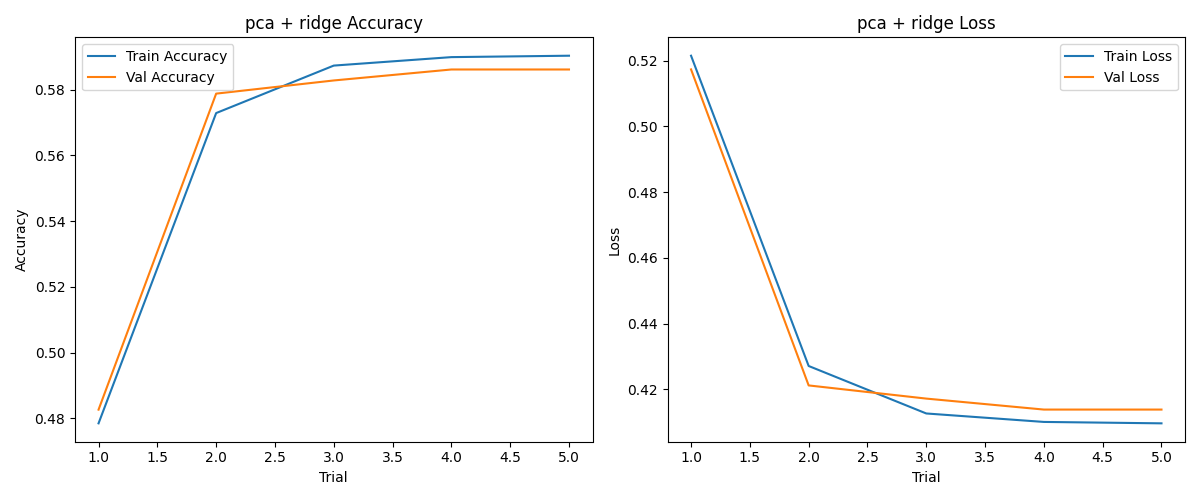 pca + ridge Accuracy
Train Accuracy
Val Accuracy
Accuracy
0.58
0.56
0.54
0.52
0.50
0.48
1.0 1.5 2.0 2.5 3.0 3.5 4.0 4.5 5.0
Trial
pca + ridge Loss
Train Loss
Val Loss
Loss
0.52
0.50
0.48
0.46
0.44
0.42
1.0 1.5 2.0 2.5 3.0 3.5 4.0 4.5 5.0
Trial